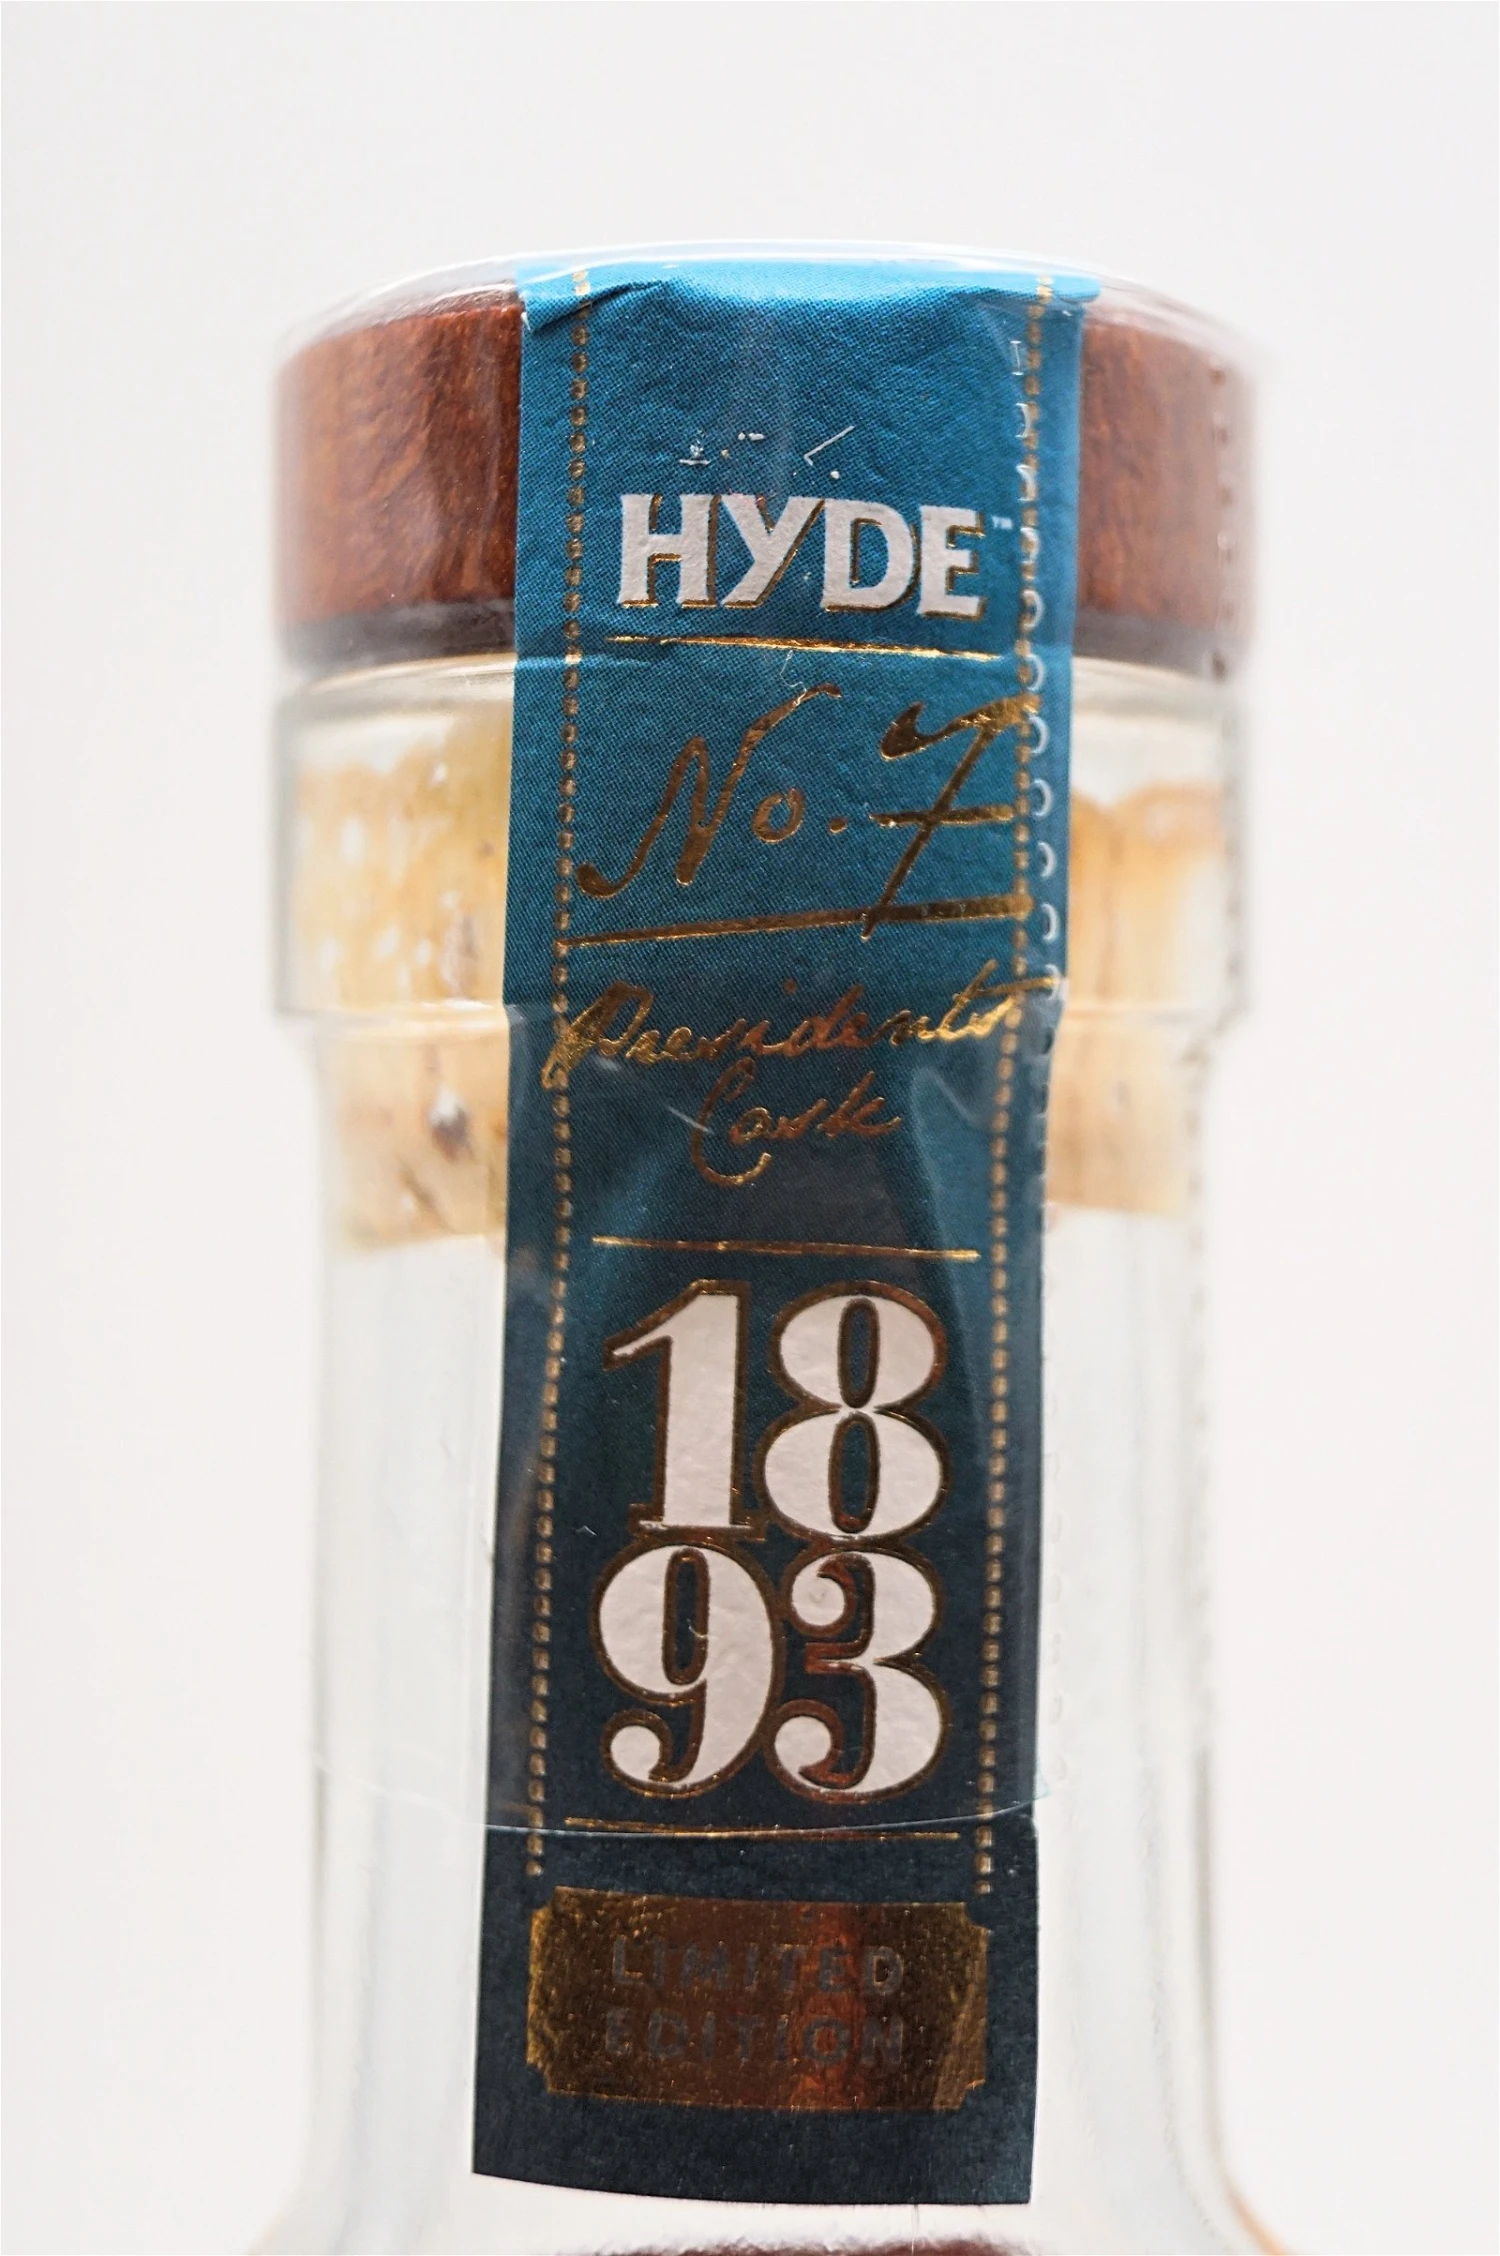 HYDE™
No. 7
Presidents
Cask
18
93
LIMITED
EDITION